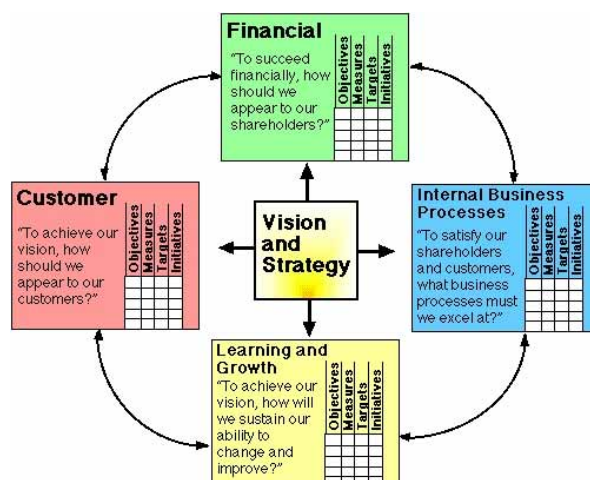 Financial
“To succeed
financially, how
should we
appear to our
shareholders?”
Objectives
Measures
Targets
Initiatives
Customer
“To achieve our
vision, how
should we
appear to our
customers?”
Objectives
Measures
Targets
Initiatives
Vision
and
Strategy
Internal Business
Processes
“To satisfy our
shareholders
and customers,
what business
processes must
we excel at?”
Objectives
Measures
Targets
Initiatives
Learning and
Growth
“To achieve our
vision, how will
we sustain our
ability to
change and
improve?”
Objectives
Measures
Targets
Initiatives